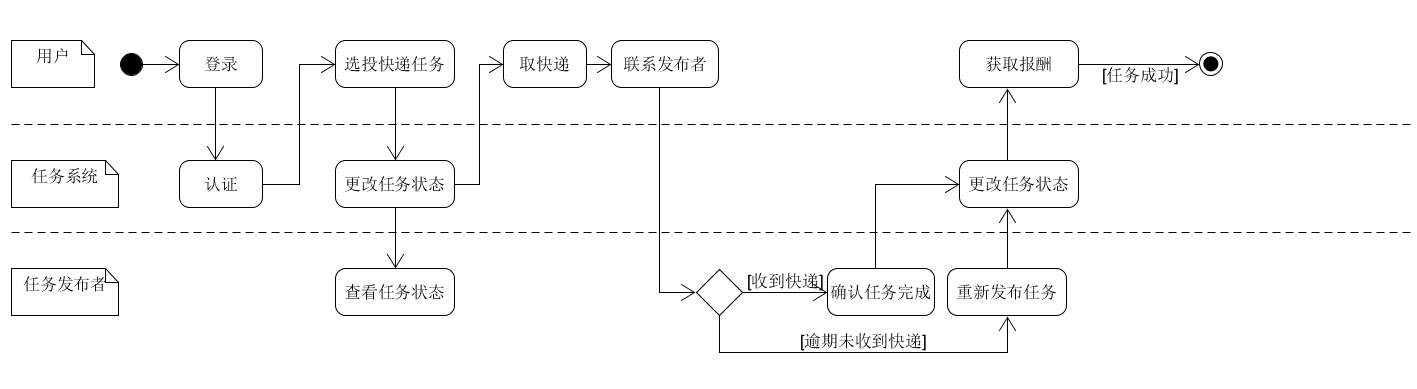 用户
登录
选投快递任务
取快递
联系发布者
获取报酬
[任务成功]
任务系统
认证
更改任务状态
更改任务状态
任务发布者
查看任务状态
[收到快递]
确认任务完成
重新发布任务
[逾期未收到快递]